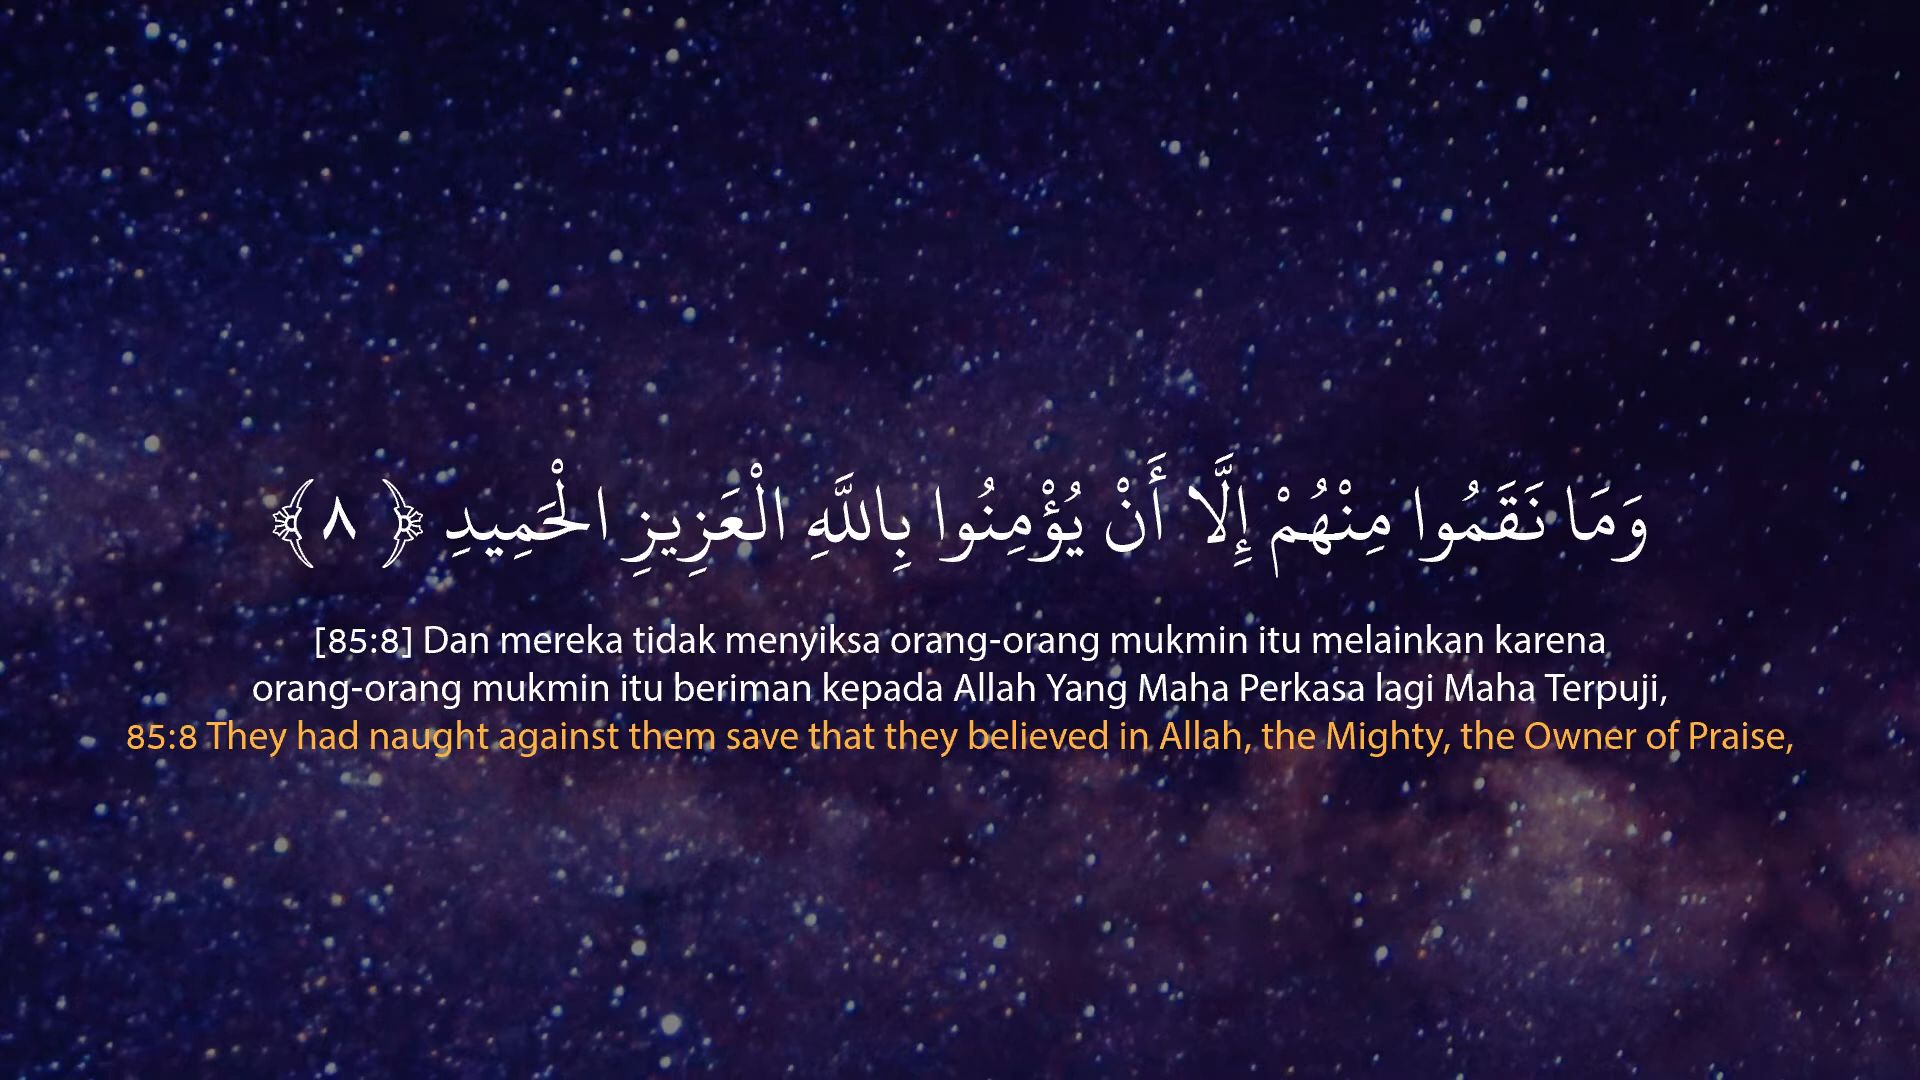 وَمَا نَقَمُوا مِنْهُمْ إِلَّا أَنْ يُؤْمِنُوا بِاللَّهِ الْعَزِيزِ الْحَمِيدِ ﴿٨﴾
[85:8] Dan mereka tidak menyiksa orang-orang mukmin itu melainkan karena
orang-orang mukmin itu beriman kepada Allah Yang Maha Perkasa lagi Maha Terpuji,
85:8 They had naught against them save that they believed in Allah, the Mighty, the Owner of Praise,